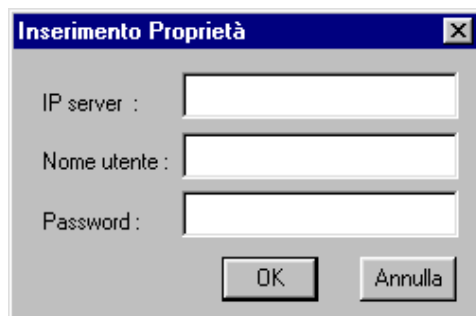 Inserimento Proprietà
IP server :
Nome utente :
Password :
OK Annulla